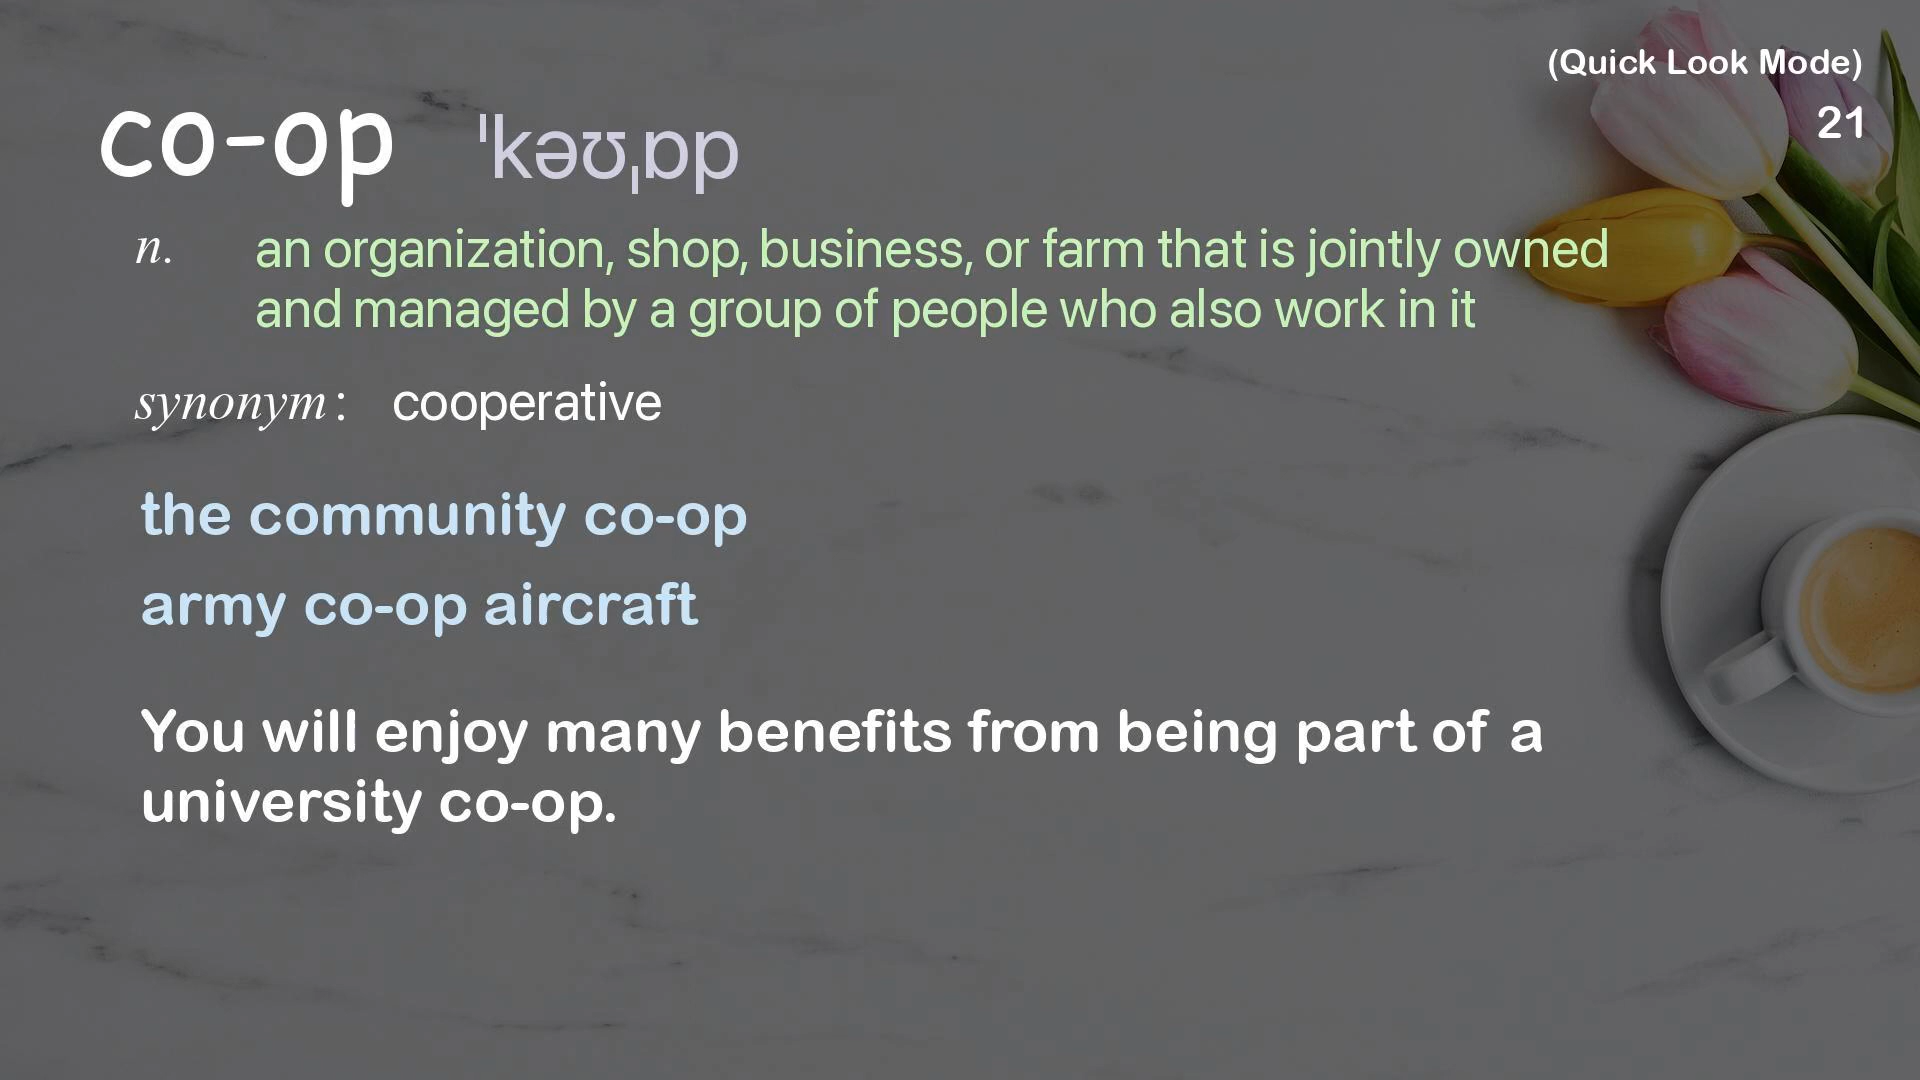 (Quick Look Mode)
21
co-op ˈkəʊˌɒp
n. an organization, shop, business, or farm that is jointly owned
and managed by a group of people who also work in it
synonym: cooperative
the community co-op
army co-op aircraft
You will enjoy many benefits from being part of a
university co-op.